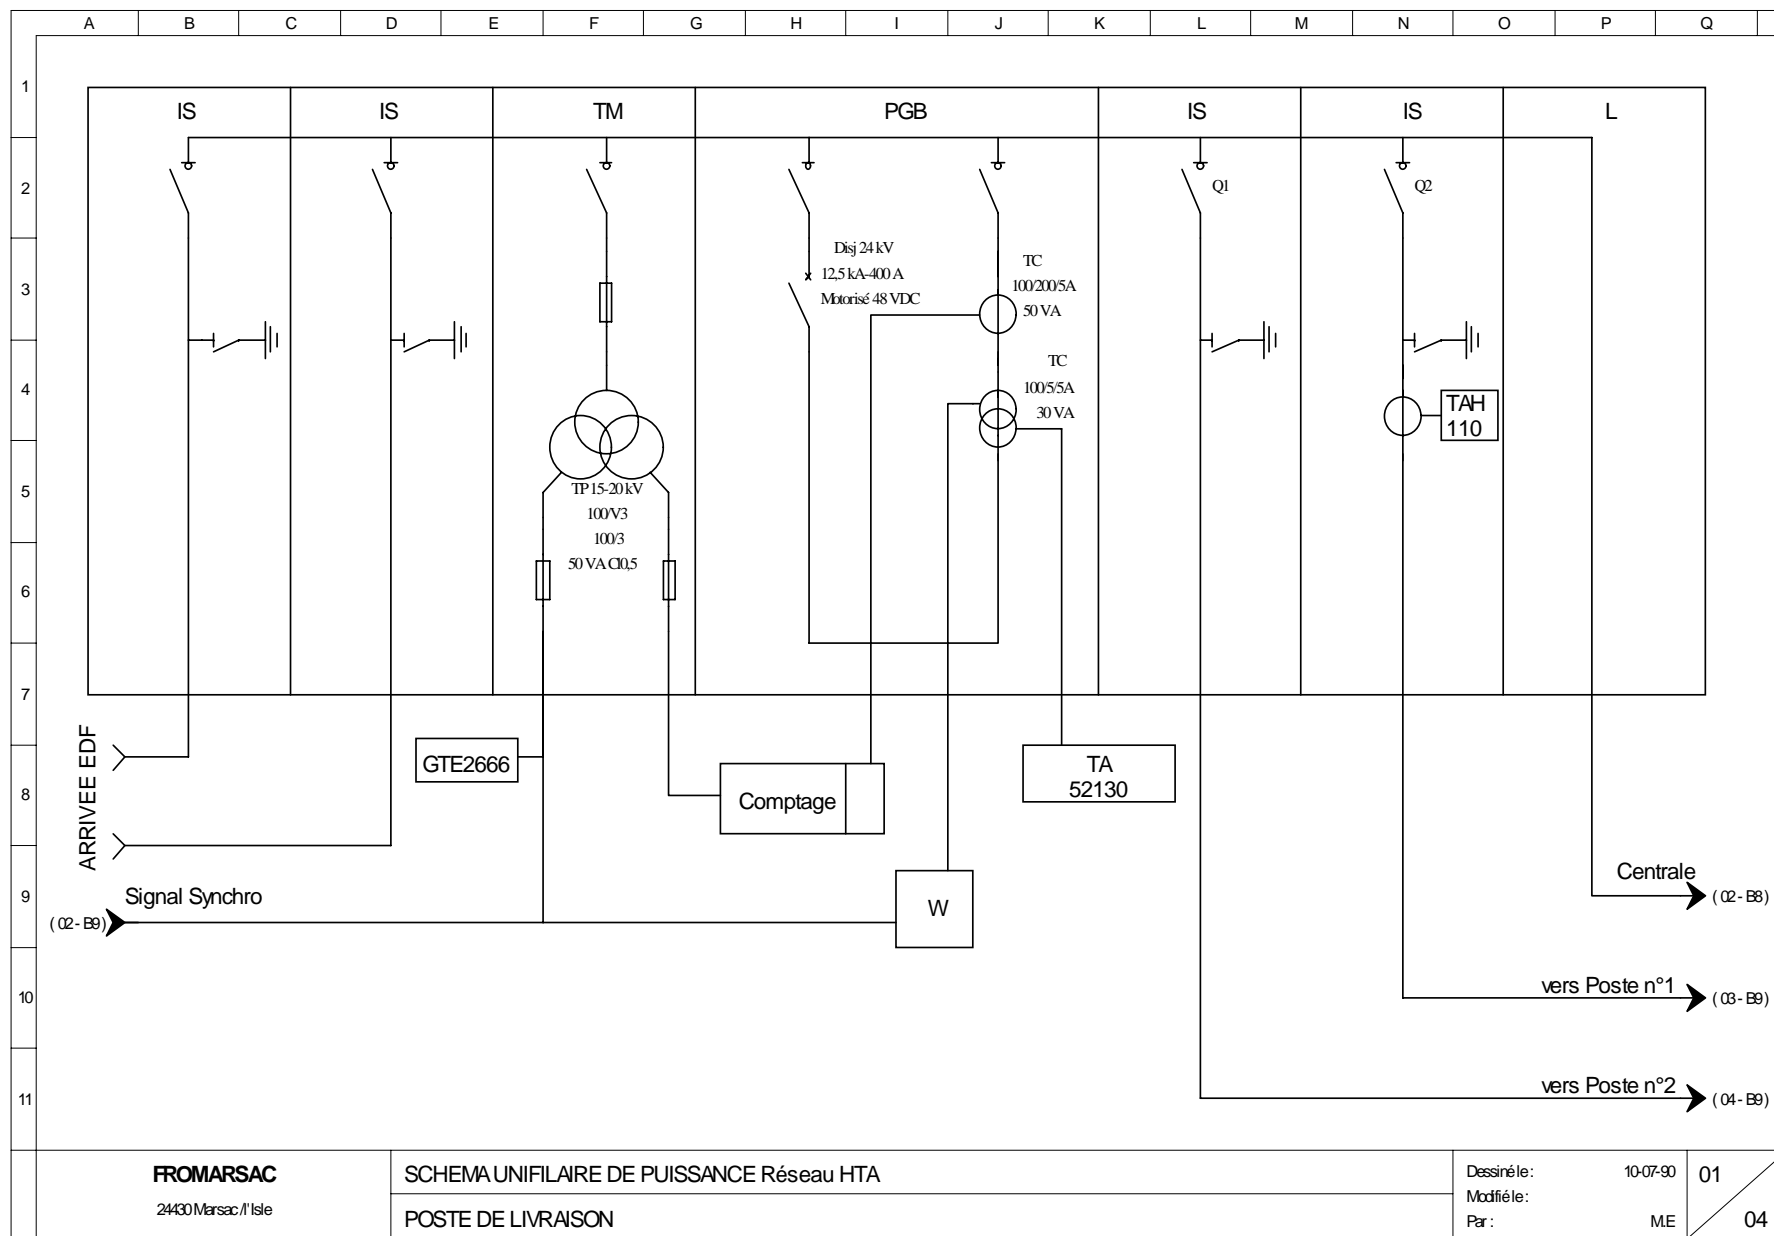 A B C D E F G H I J K L M N O P Q
1
IS IS TM PGB IS IS L
2
Q1 Q2
Disj 24 kV
12,5 kA-400 A
Motorisé 48 VDC
TC
100/200/5A
50 VA
3
TC
100/5/5A
30 VA
4
TAH
110
5
TP 15-20 kV
100/V3
100/3
50 VA Cl0,5
6
7
ARRIVEE EDF
GTE2666
Comptage
TA
52130
8
Signal Synchro
(02-B9)
W
9
Centrale
(02-B8)
10
vers Poste n°1
(03-B9)
11
vers Poste n°2
(04-B9)
FROMARSAC
24430 Marsac /l' Isle
SCHEMA UNIFILAIRE DE PUISSANCE Réseau HTA
POSTE DE LIVRAISON
Dessiné le : 10-07-90
Modifié le :
Par : M.E
01
04